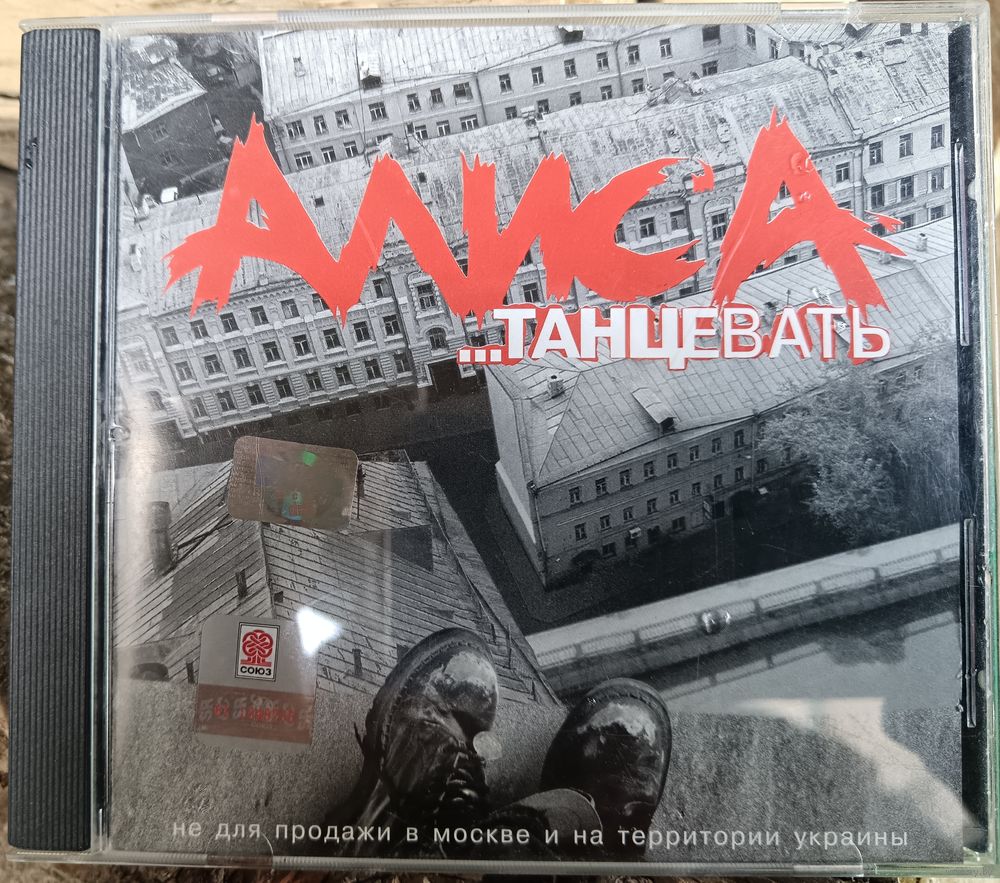 АЛИСА
...ТАНЦЕВАТЬ
СОЮЗ
не для продажи в москве и на территории украины